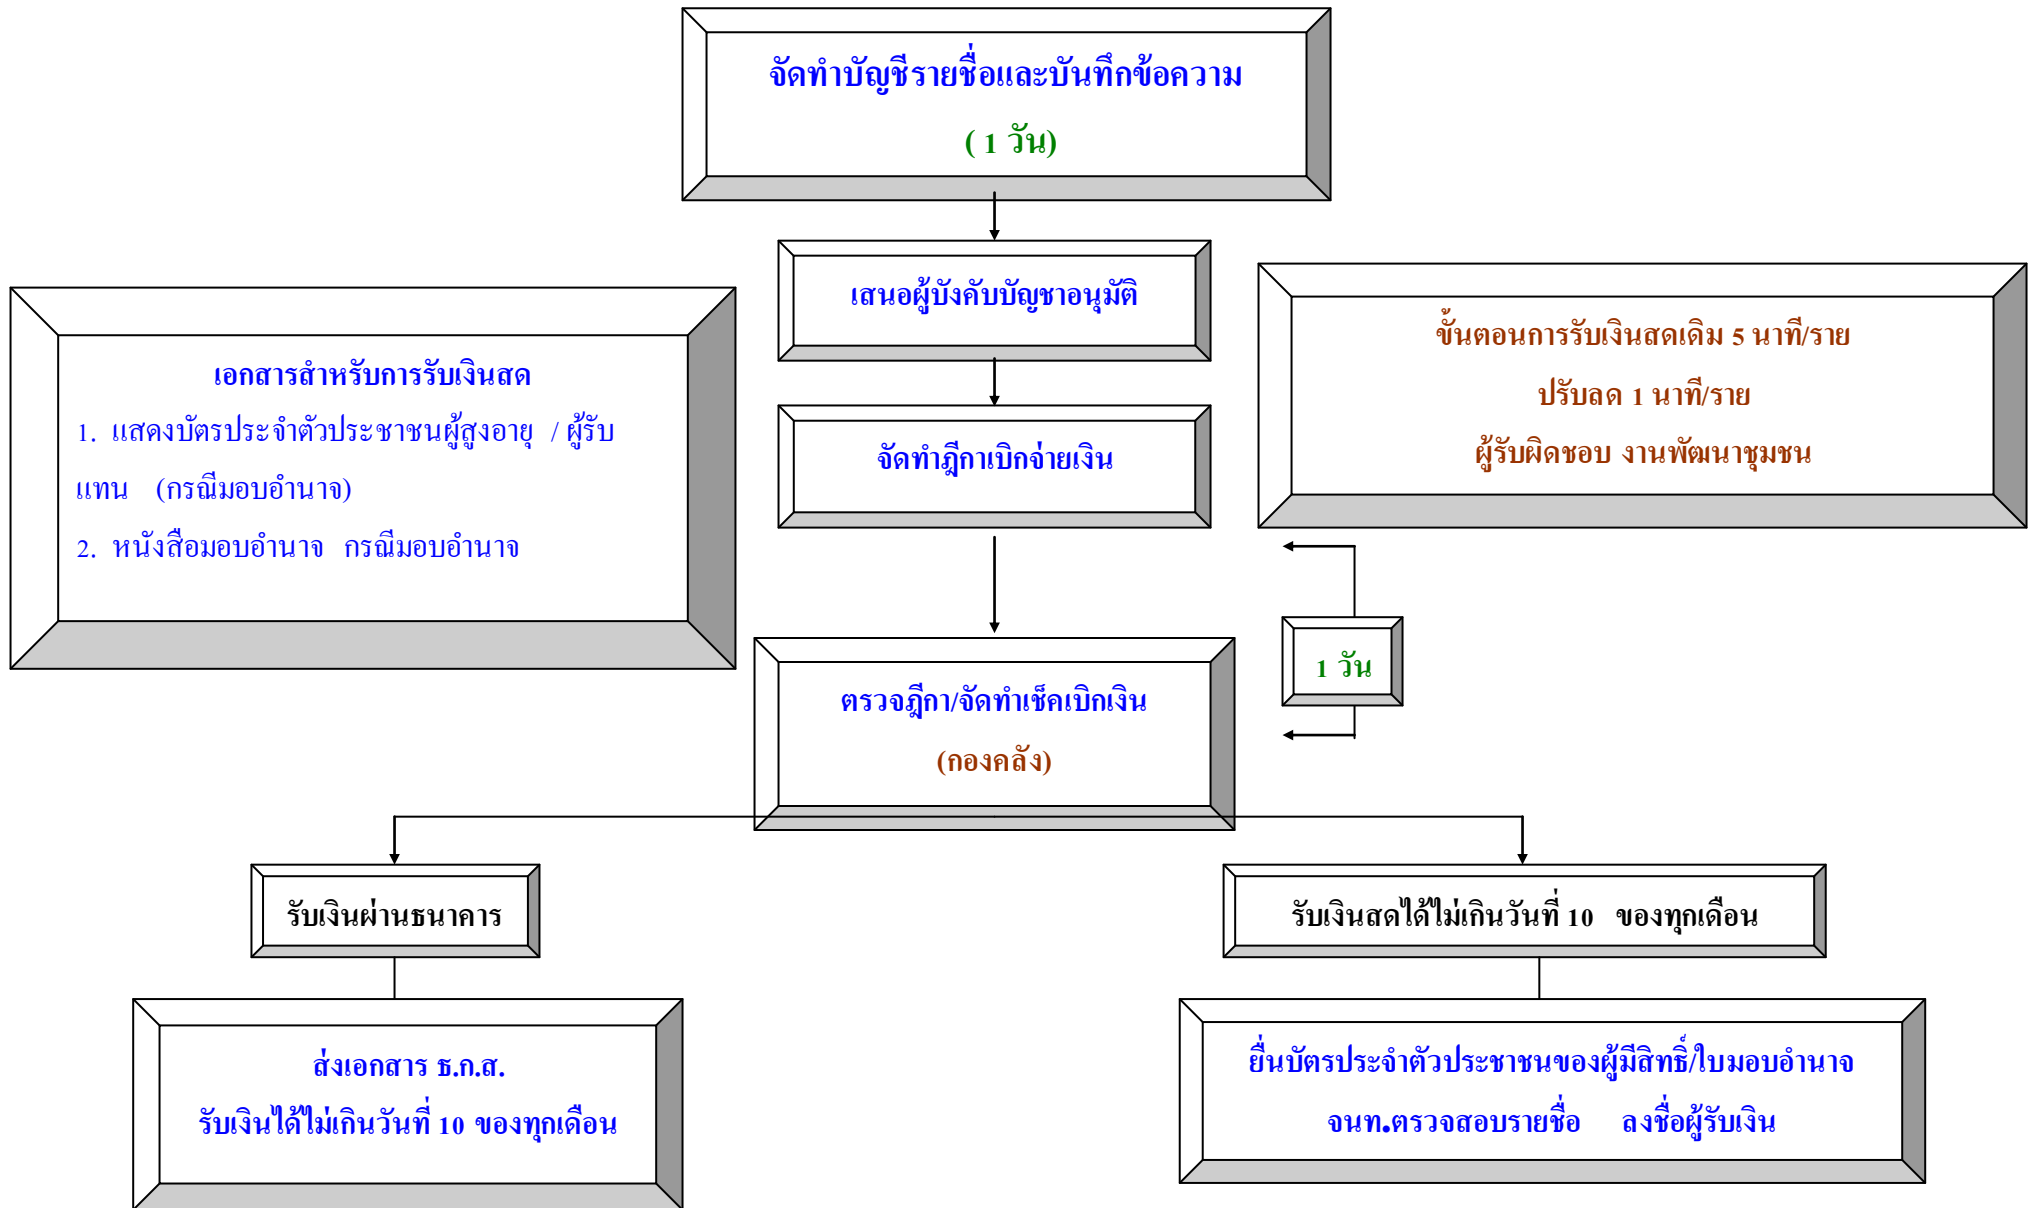 จัดทำบัญชีรายชื่อและบันทึกข้อความ
( 1 วัน)
เสนอผู้บังคับบัญชาอนุมัติ
เอกสารสำหรับการรับเงินสด
1. แสดงบัตรประจำตัวประชาชนผู้สูงอายุ / ผู้รับ
แทน (กรณีมอบอำนาจ)
2. หนังสือมอบอำนาจ กรณีมอบอำนาจ
ขั้นตอนการรับเงินสดเดิม 5 นาที/ราย
ปรับลด 1 นาที/ราย
ผู้รับผิดชอบ งานพัฒนาชุมชน
จัดทำฎีกาเบิกจ่ายเงิน
1 วัน
ตรวจฎีกา/จัดทำเช็คเบิกเงิน
(กองคลัง)
รับเงินผ่านธนาคาร
รับเงินสดได้ไม่เกินวันที่ 10 ของทุกเดือน
ส่งเอกสาร ธ.ก.ส.
รับเงินได้ไม่เกินวันที่ 10 ของทุกเดือน
ยื่นบัตรประจำตัวประชาชนของผู้มีสิทธิ์/ใบมอบอำนาจ
จนท.ตรวจสอบรายชื่อ ลงชื่อผู้รับเงิน